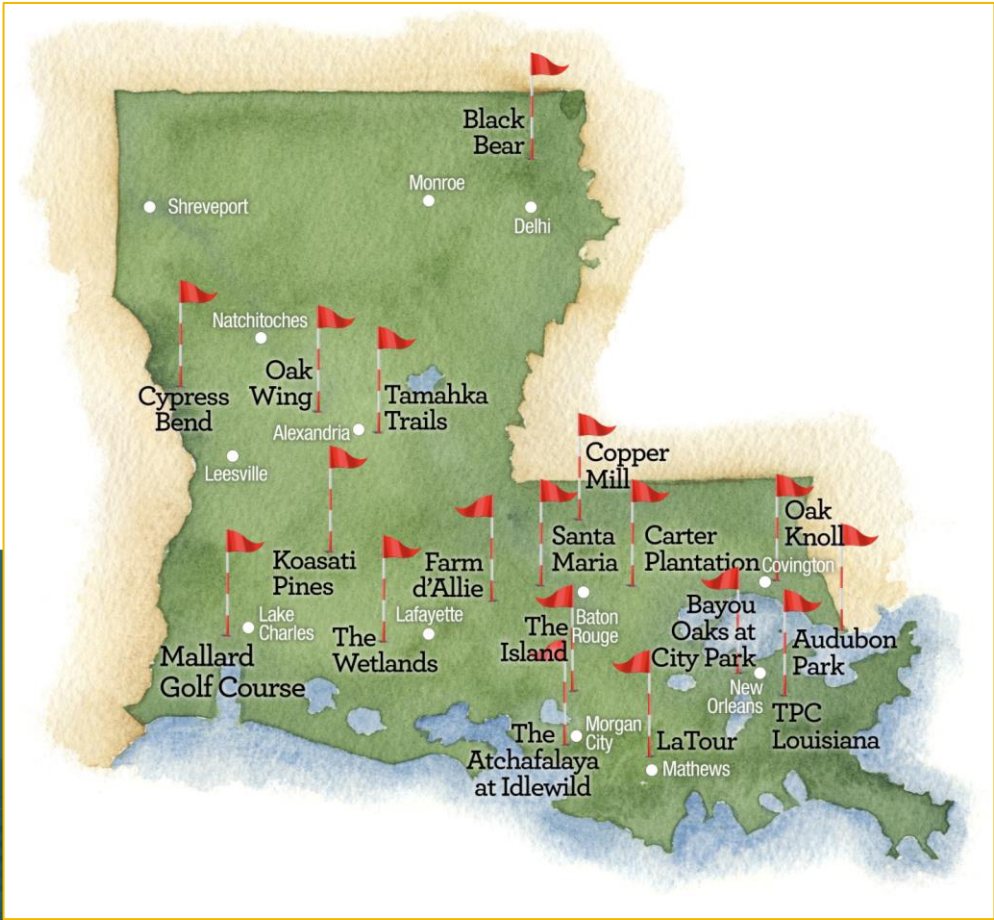 Black
Bear
Monroe
Shreveport
Delhi
Natchitoches
Oak
Wing
Cypress
Bend
Tamahka
Trails
Alexandria
Leesville
Copper
Mill
Oak
Knoll
Santa
Maria
Carter
Plantation
Koasati
Pines
Farm
d'Allie
Covington
Lake
Charles
Lafayette
The
Wetlands
Baton
Rouge
The
Island
Bayou
Oaks at
City Park
Audubon
Park
Mallard
Golf Course
New
Orleans
TPC
Louisiana
Morgan
City
The
Atchafalaya
at Idlewild
LaTour
Mathews